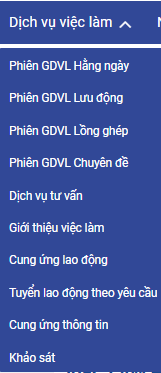 Dịch vụ việc làm
Phiên GDVL Hằng ngày
Phiên GDVL Lưu động
Phiên GDVL Lồng ghép
Phiên GDVL Chuyên đề
Dịch vụ tư vấn
Giới thiệu việc làm
Cung ứng lao động
Tuyển lao động theo yêu cầu
Cung ứng thông tin
Khảo sát